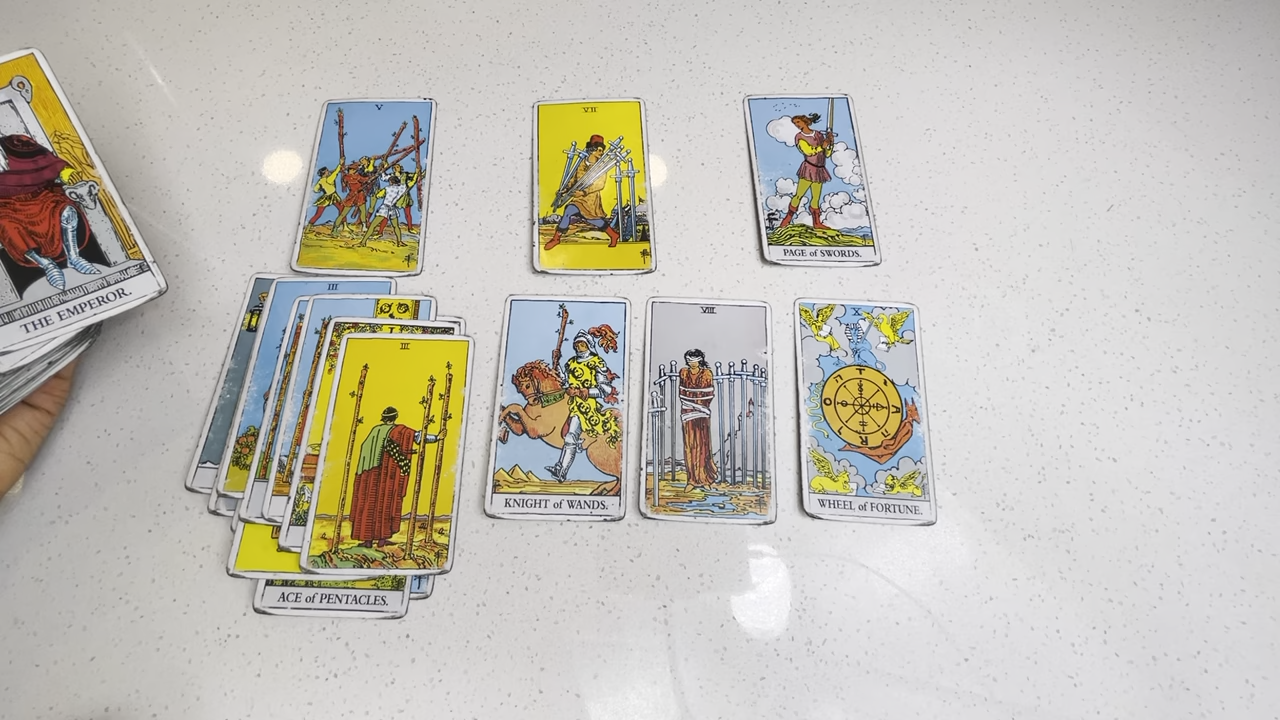 V
VII
PAGE of SWORDS.
THE EMPEROR.
III
III
KNIGHT of WANDS.
VIII
X
T
A
R
O
WHEEL of FORTUNE.
ACE of PENTACLES.